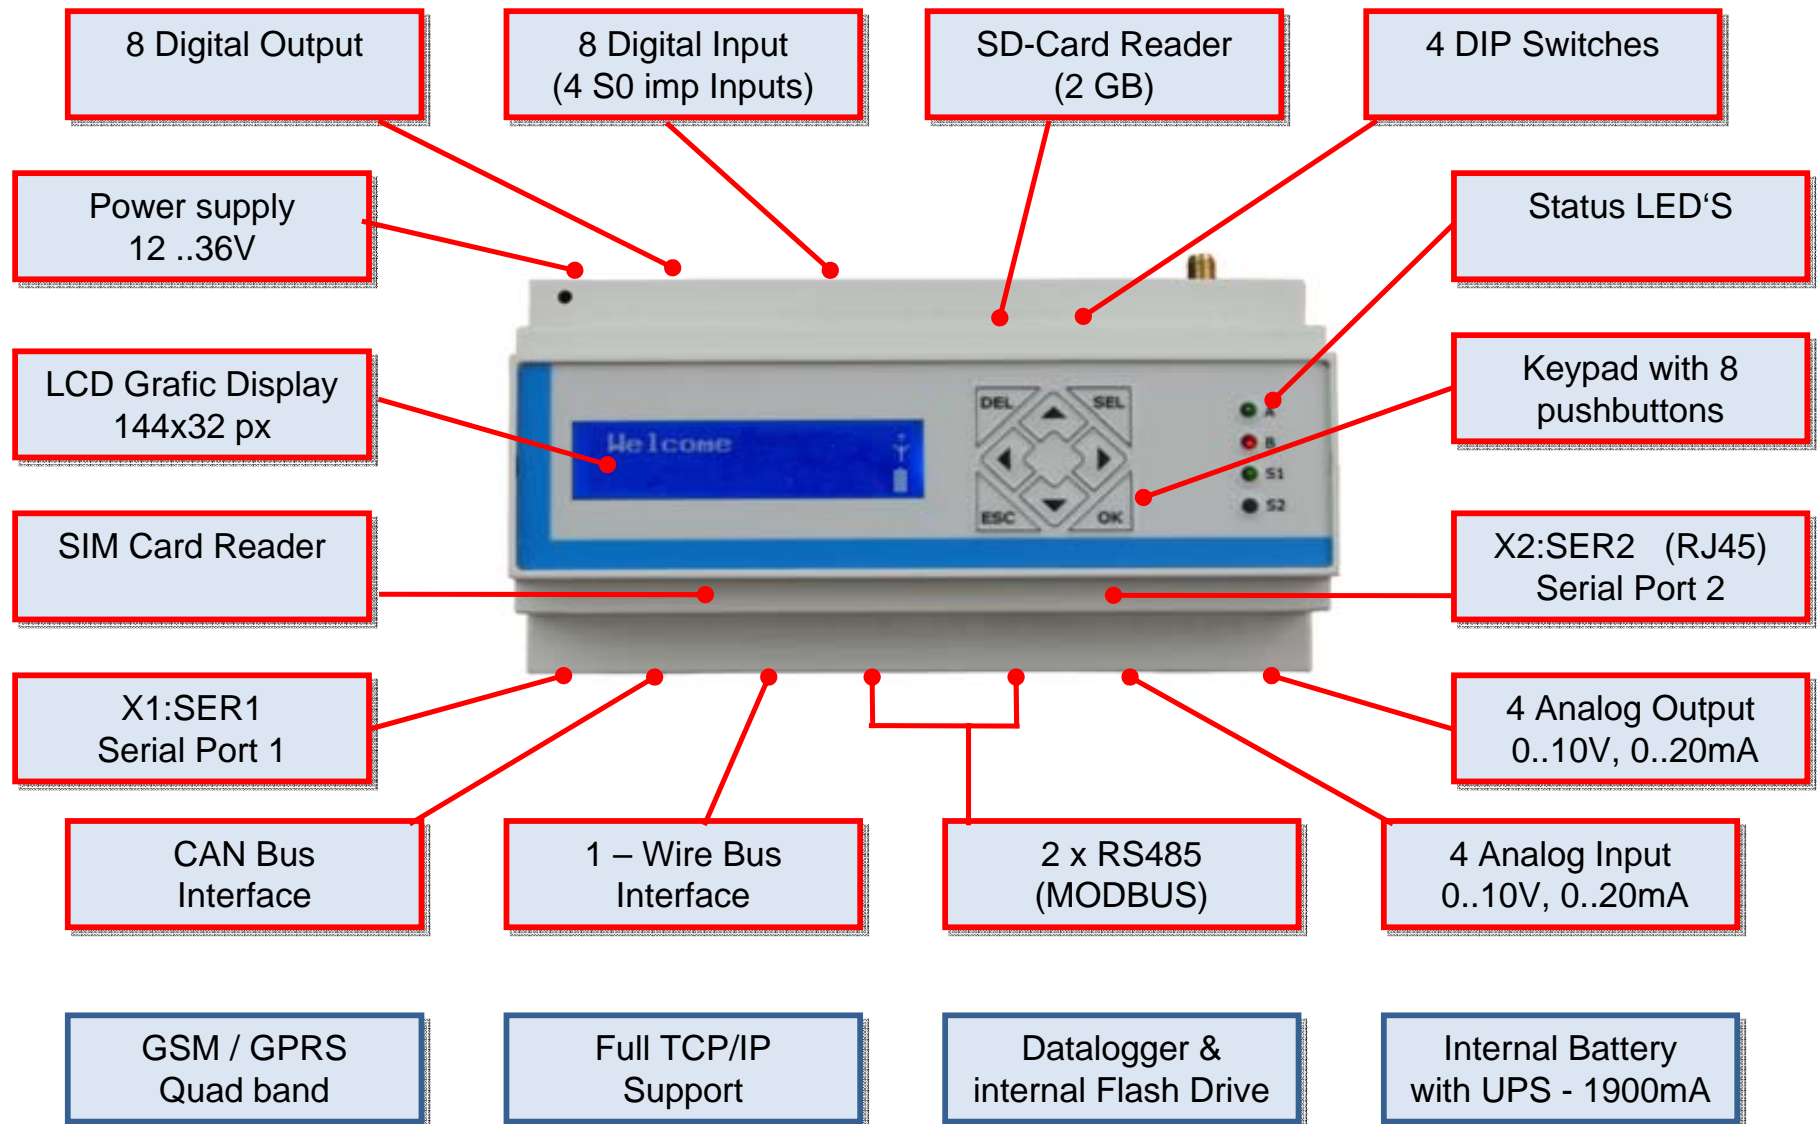 8 Digital Output
8 Digital Input
(4 S0 imp Inputs)
SD-Card Reader
(2 GB)
4 DIP Switches
Power supply
12 ..36V
Status LED‘S
LCD Grafic Display
144x32 px
Keypad with 8
pushbuttons
Welcome
DEL
SEL
ESC
OK
A
B
S1
S2
SIM Card Reader
X2:SER2 (RJ45)
Serial Port 2
X1:SER1
Serial Port 1
4 Analog Output
0..10V, 0..20mA
CAN Bus
Interface
1 – Wire Bus
Interface
2 x RS485
(MODBUS)
4 Analog Input
0..10V, 0..20mA
GSM / GPRS
Quad band
Full TCP/IP
Support
Datalogger &
internal Flash Drive
Internal Battery
with UPS - 1900mA